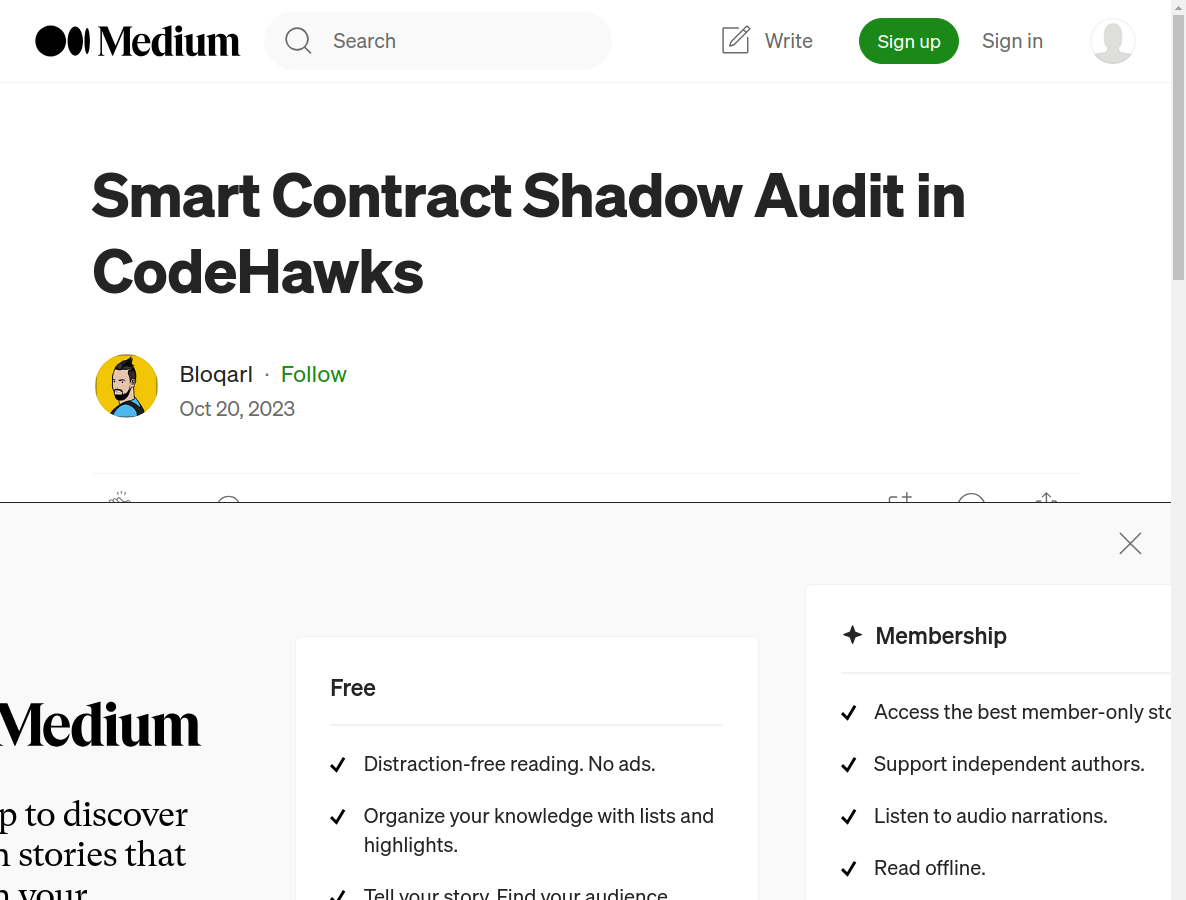 Medium
Search
Write
Sign up
Sign in
Smart Contract Shadow Audit in
CodeHawks
Bloqarl · Follow
Oct 20, 2023
Membership
Free
Access the best member-only
Medium
Distraction-free reading. No ads.
Support independent authors.
to discover
Organize your knowledge with lists and
highlights.
Listen to audio narrations.
stories that
Read offline.
your
Tell your story. Find your audience.